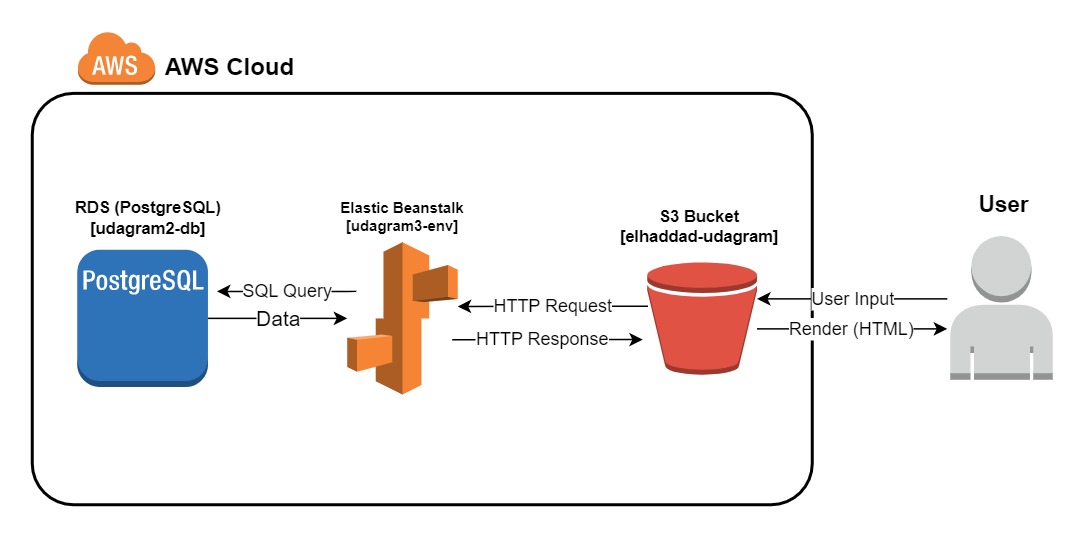 AWS
AWS Cloud
RDS (PostgreSQL)
[udagram2-db]
PostgreSQL
SQL Query
Data
Elastic Beanstalk
[udagram3-env]
HTTP Request
HTTP Response
S3 Bucket
[elhaddad-udagram]
User Input
Render (HTML)
User